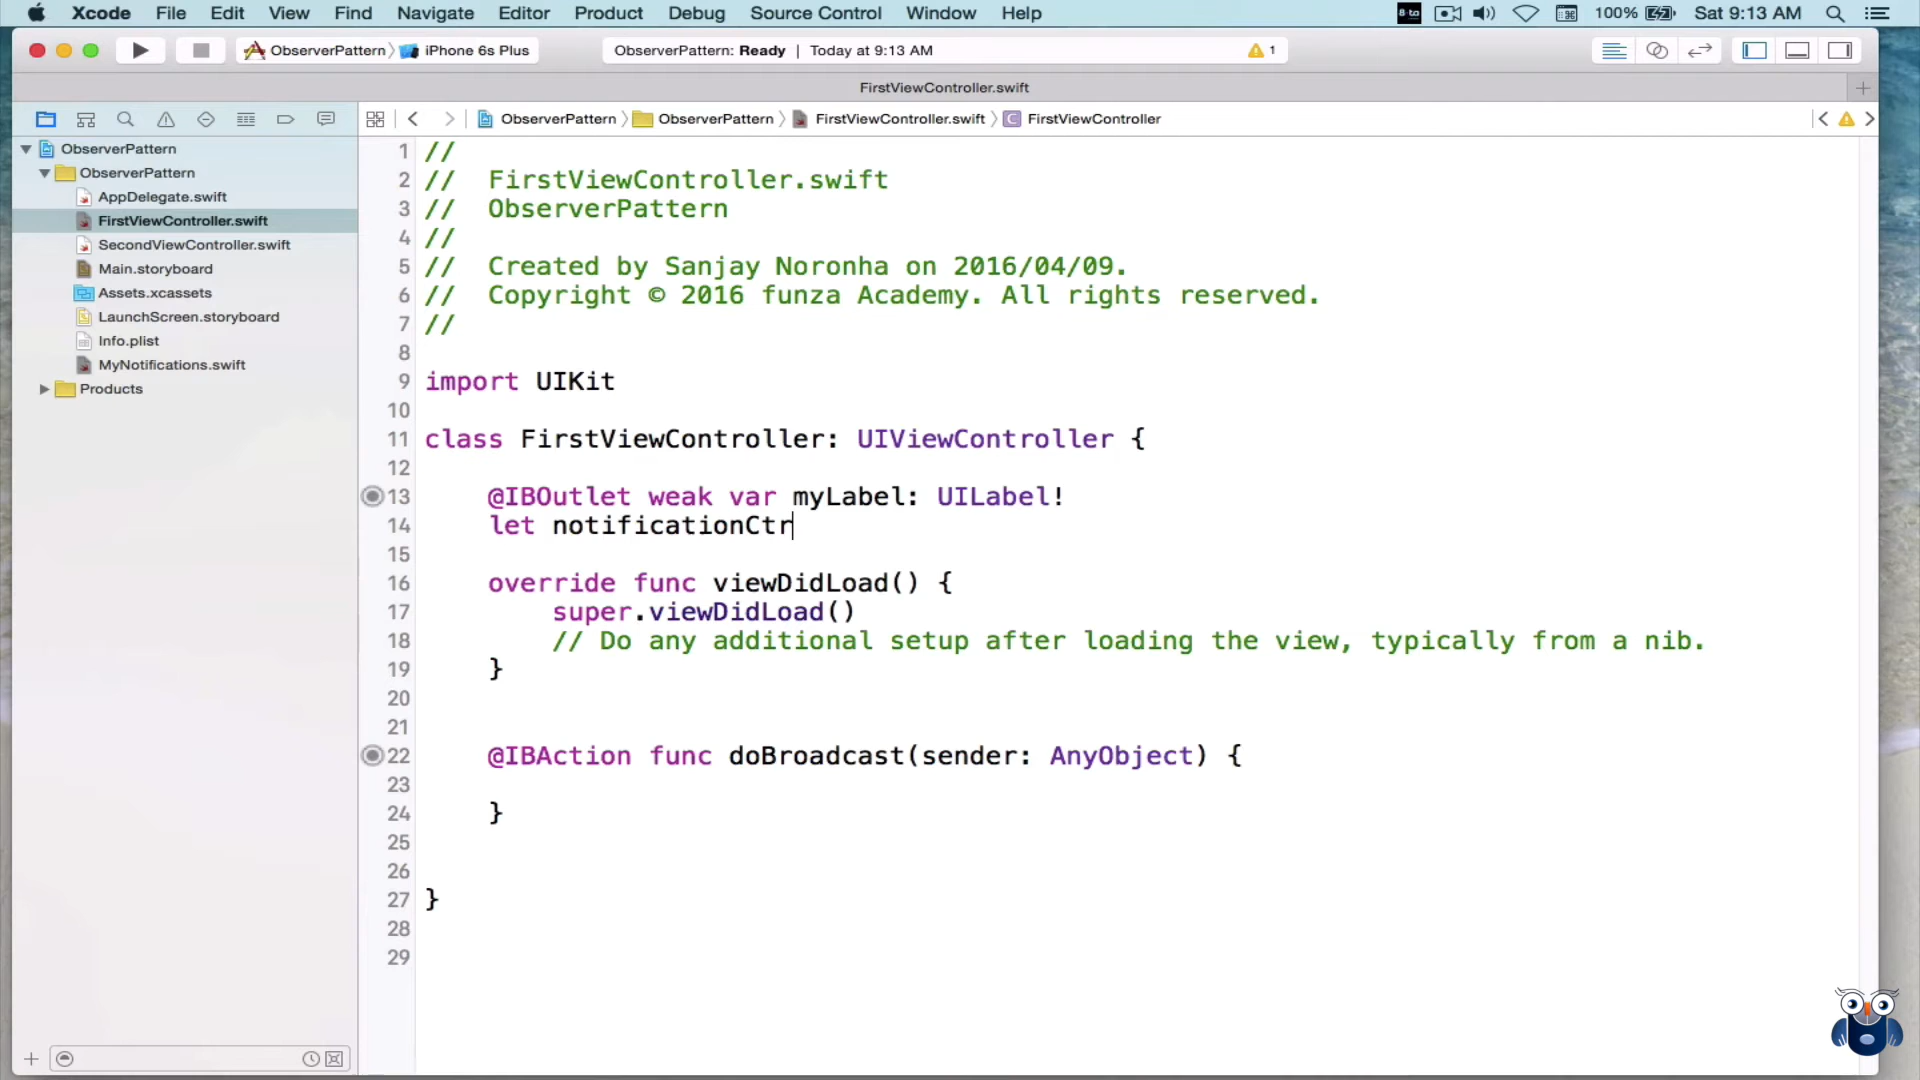 Xcode File Edit View Find Navigate Editor Product Debug Source Control Window Help 100% Sat 9:13 AM
ObserverPattern iPhone 6s Plus ObserverPattern: Ready | Today at 9:13 AM 1
FirstViewController.swift
ObserverPattern ObserverPattern FirstViewController.swift C FirstViewController
ObserverPattern
ObserverPattern
AppDelegate.swift
FirstViewController.swift
SecondViewController.swift
Main.storyboard
Assets.xcassets
LaunchScreen.storyboard
Info.plist
MyNotifications.swift
Products
1 //
2 // FirstViewController.swift
3 // ObserverPattern
4 //
5 // Created by Sanjay Noronha on 2016/04/09.
6 // Copyright © 2016 funza Academy. All rights reserved.
7 //
8
9 import UIKit
10
11 class FirstViewController: UIViewController {
12
13 @IBOutlet weak var myLabel: UILabel!
14 let notificationCtr
15
16 override func viewDidLoad() {
17 super.viewDidLoad()
18 // Do any additional setup after loading the view, typically from a nib.
19 }
20
21
22 @IBAction func doBroadcast(sender: AnyObject) {
23
24 }
25
26
27 }
28
29